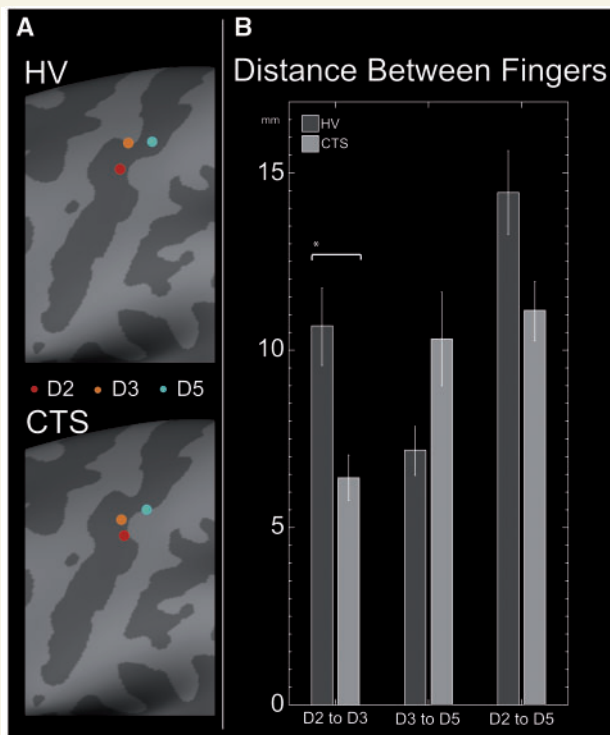 A
HV
D2 D3 D5
CTS
B
Distance Between Fingers
mm
HV
CTS
15
*
10
5
0
D2 to D3 D3 to D5 D2 to D5